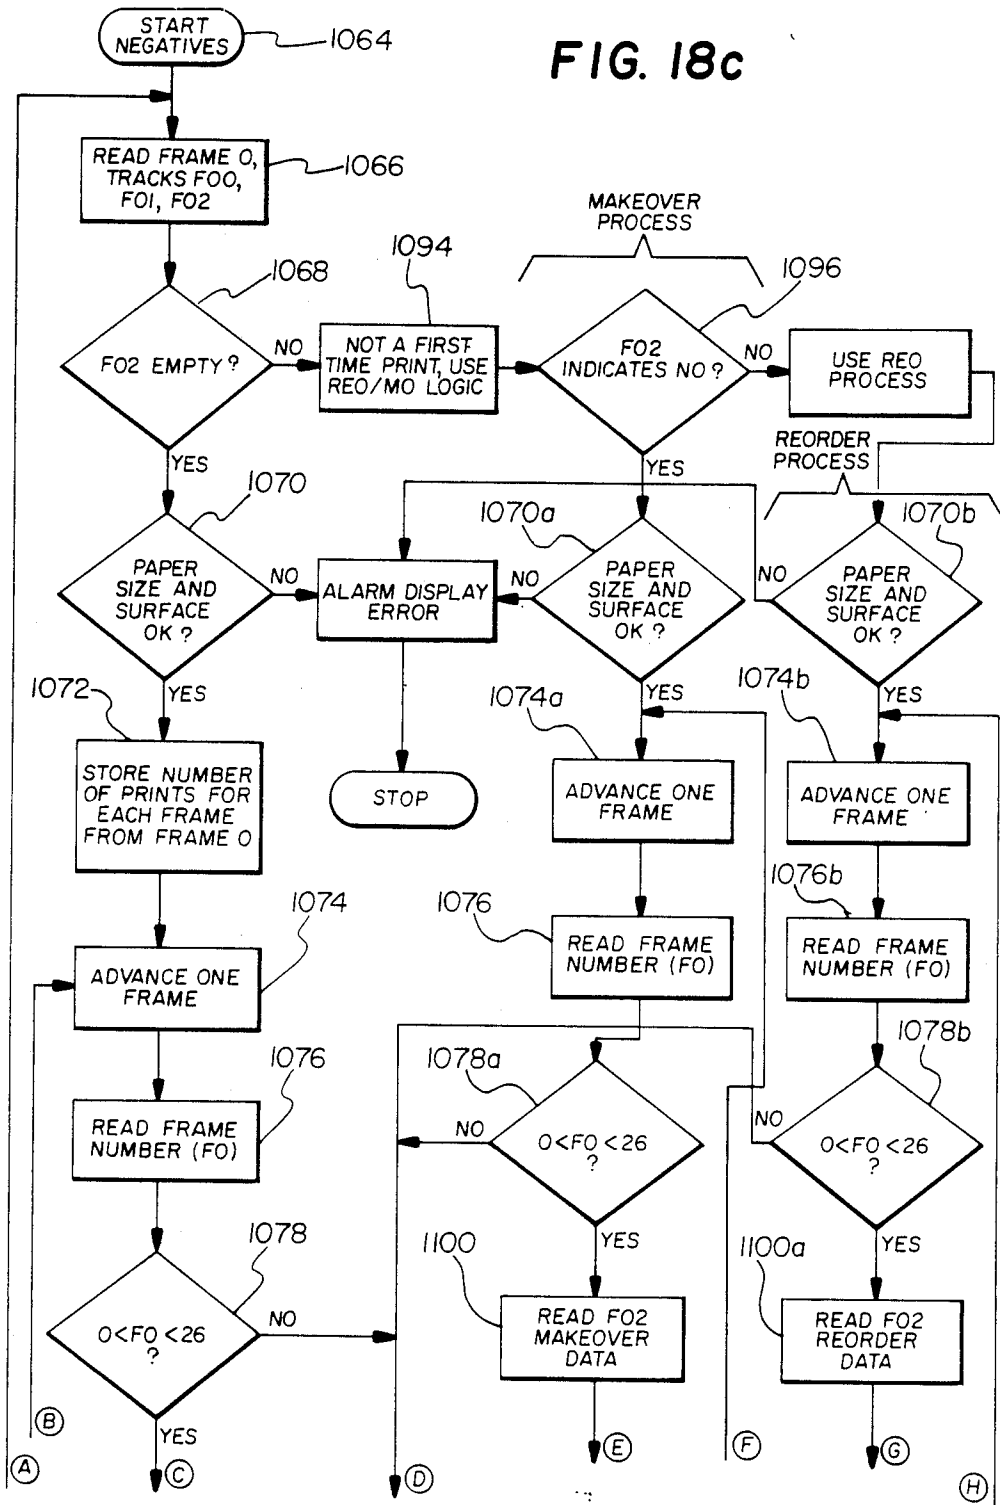 START
NEGATIVES
1064
FIG. 18c
READ FRAME 0,
TRACKS F00,
F01, F02
1066
MAKEOVER
PROCESS
1068
1094
1096
F02 EMPTY?
NO
NOT A FIRST
TIME PRINT, USE
REO/MO LOGIC
F02
INDICATES NO?
NO
USE REO
PROCESS
YES
YES
REORDER
PROCESS
1070
1070a
1070b
PAPER
SIZE AND
SURFACE
OK?
NO
ALARM DISPLAY
ERROR
NO
PAPER
SIZE AND
SURFACE
OK?
NO
PAPER
SIZE AND
SURFACE
OK?
1072
YES
YES
YES
1074a
1074b
STORE NUMBER
OF PRINTS FOR
EACH FRAME
FROM FRAME 0
STOP
ADVANCE ONE
FRAME
ADVANCE ONE
FRAME
1074
1076
1076b
ADVANCE ONE
FRAME
READ FRAME
NUMBER (F0)
READ FRAME
NUMBER (F0)
1076
1078a
1078b
READ FRAME
NUMBER (F0)
NO
0<F0<26
?
NO
0<F0<26
?
1078
YES
YES
1100
1100a
0<F0<26
?
NO
READ F02
MAKEOVER
DATA
READ F02
REORDER
DATA
YES
A
B
C
D
E
F
G
H